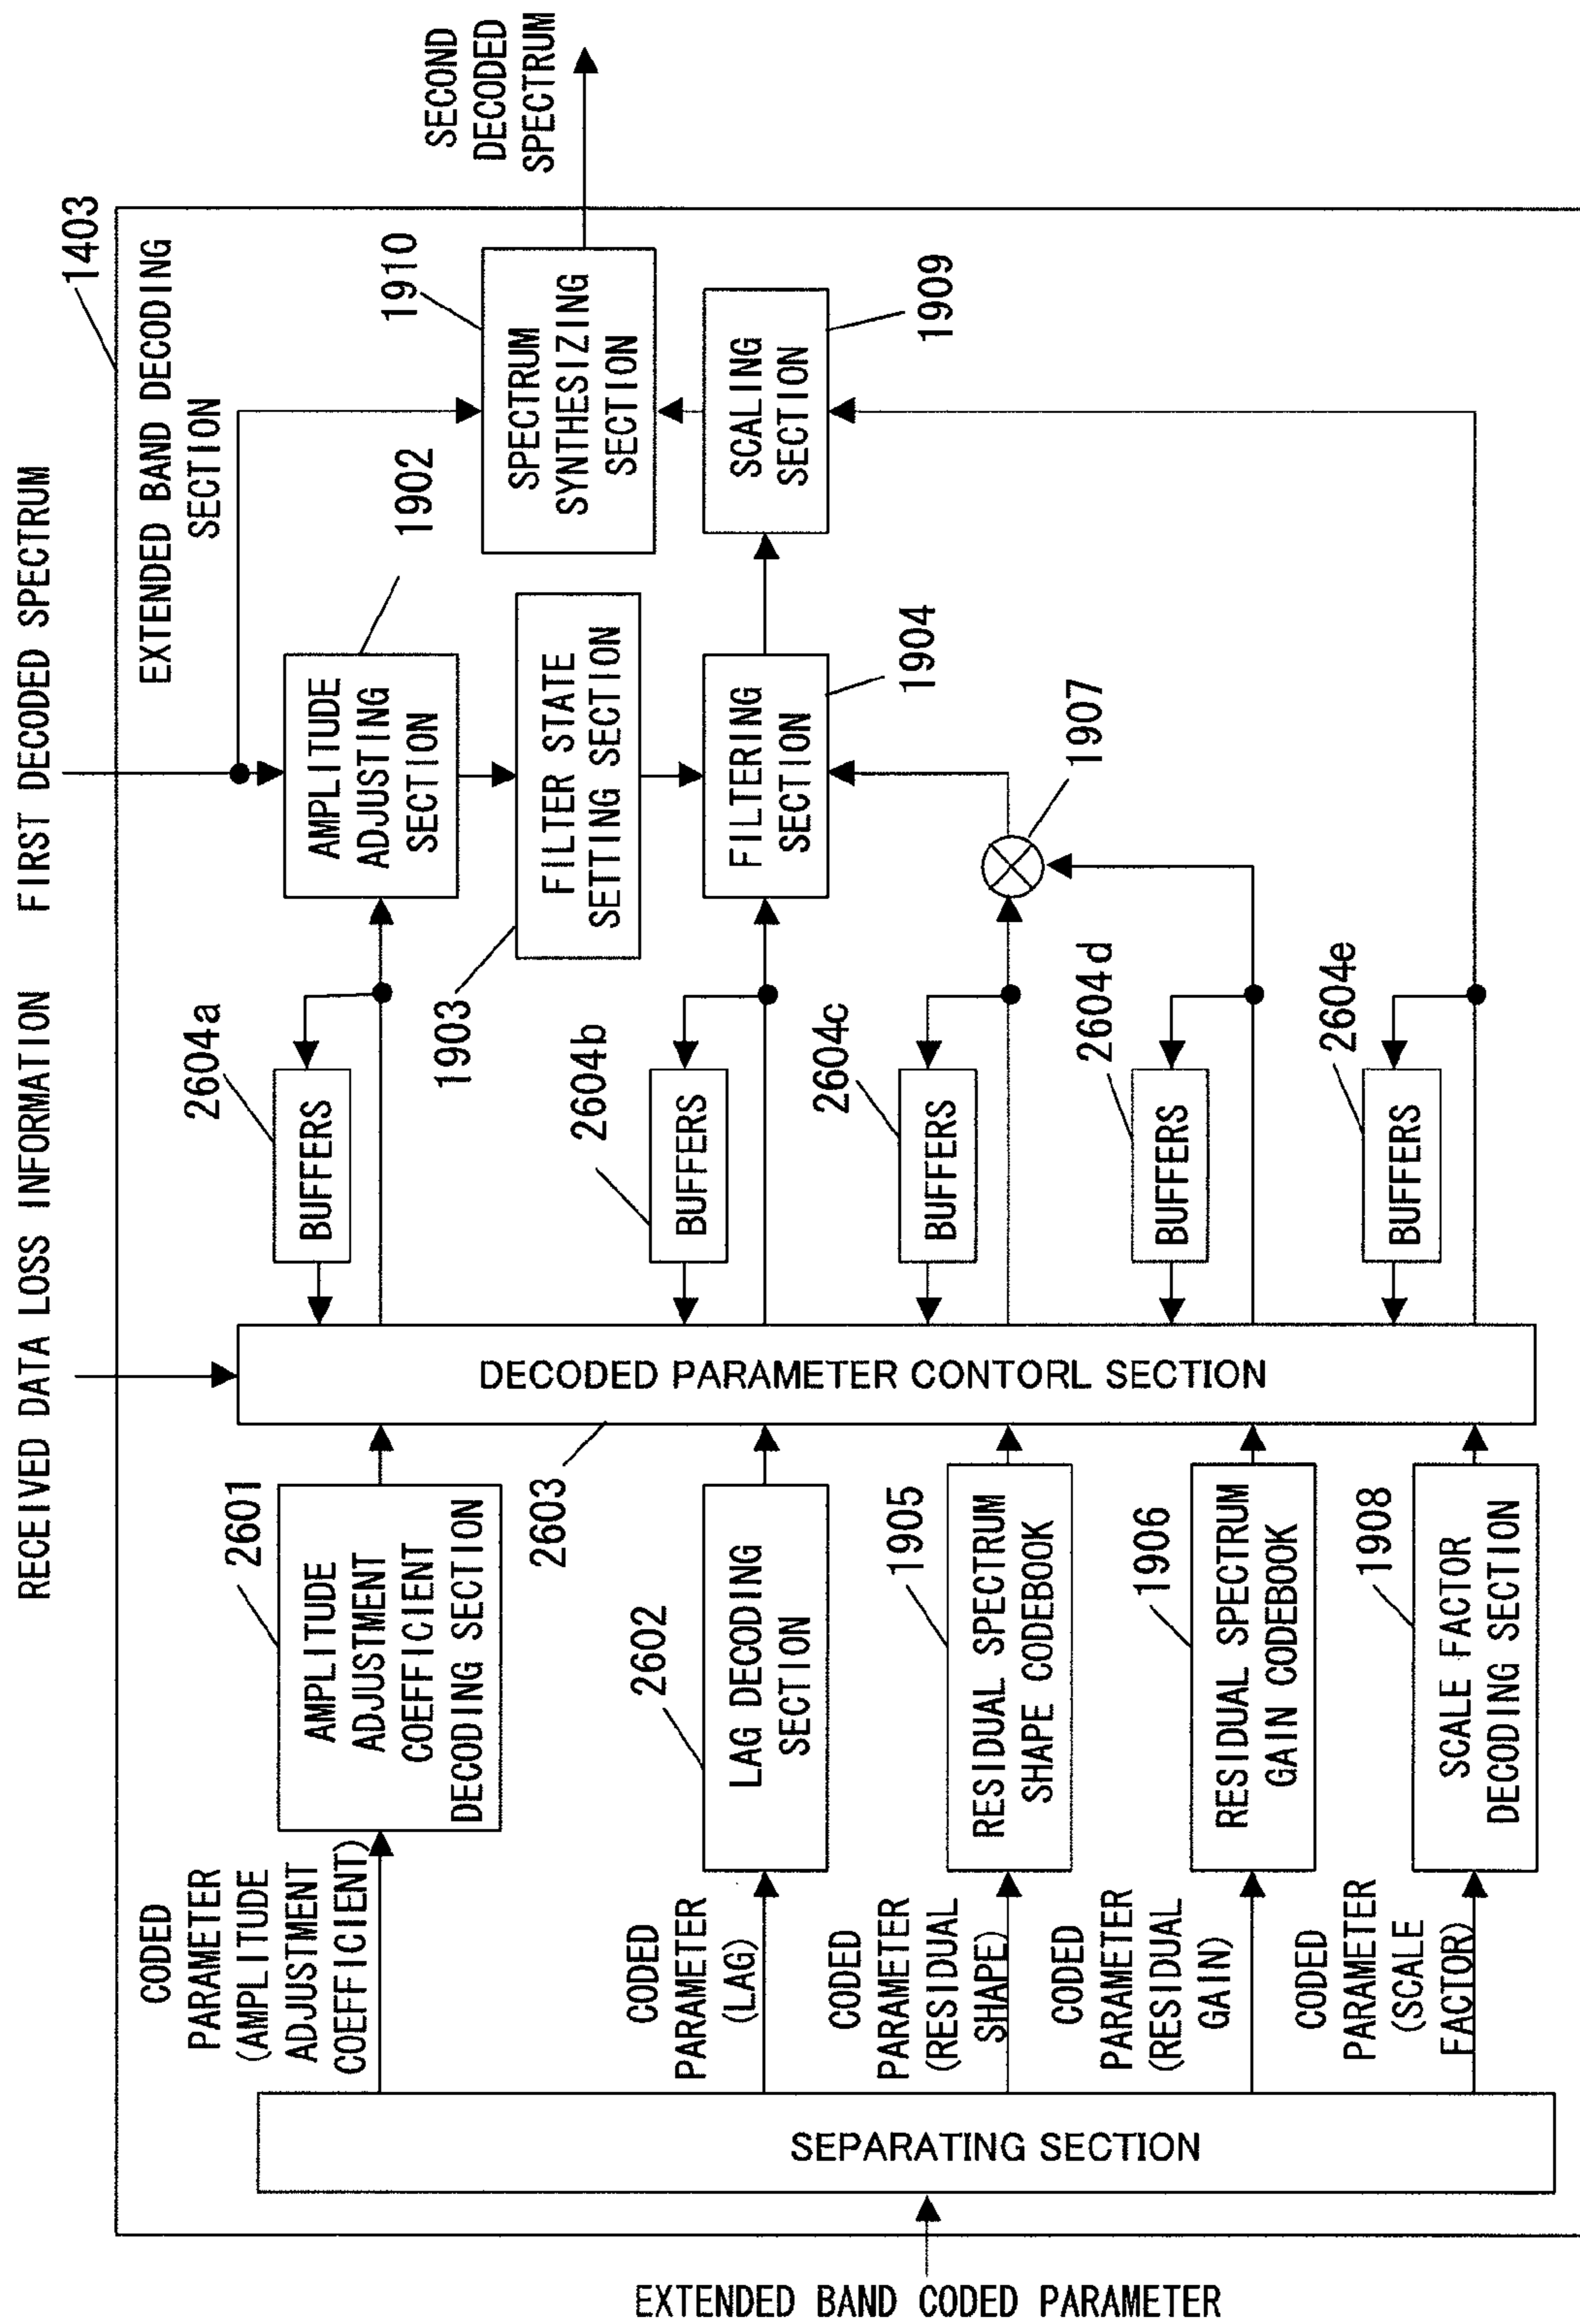 RECEIVED DATA LOSS INFORMATION
FIRST DECODED SPECTRUM
1403
EXTENDED BAND DECODING
SECTION
CODED
PARAMETER
(AMPLITUDE
ADJUSTMENT
COEFFICIENT)
2601
AMPLITUDE
ADJUSTMENT
COEFFICIENT
DECODING SECTION
2604a
BUFFERS
AMPLITUDE
ADJUSTING
SECTION
1902
1910
SPECTRUM
SYNTHESIZING
SECTION
SECOND
DECODED
SPECTRUM
1903
FILTER STATE
SETTING SECTION
2603
DECODED PARAMETER CONTORL SECTION
CODED
PARAMETER
(LAG)
2602
LAG DECODING
SECTION
2604b
BUFFERS
FILTERING
SECTION
1904
SCALING
SECTION
1909
CODED
PARAMETER
(RESIDUAL
SHAPE)
1905
RESIDUAL SPECTRUM
SHAPE CODEBOOK
2604c
BUFFERS
1907
CODED
PARAMETER
(RESIDUAL
GAIN)
1906
RESIDUAL SPECTRUM
GAIN CODEBOOK
2604d
BUFFERS
CODED
PARAMETER
(SCALE
FACTOR)
1908
SCALE FACTOR
DECODING SECTION
2604e
BUFFERS
SEPARATING SECTION
EXTENDED BAND CODED PARAMETER